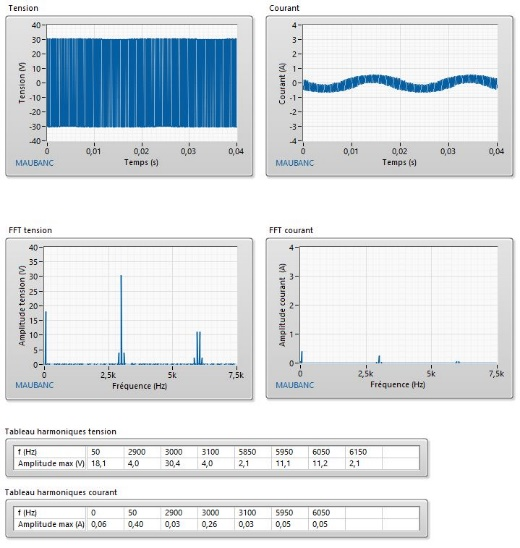 Tension
Courant
Tension (V)
40
30
20
10
0
-10
-20
-30
-40
0 0,01 0,02 0,03 0,04
Temps (s)
MAUBANC
Courant (A)
4
3
2
1
0
-1
-2
-3
-4
0 0,01 0,02 0,03 0,04
Temps (s)
MAUBANC
FFT tension
FFT courant
Amplitude tension (V)
40
35
30
25
20
15
10
5
0
0 2,5k 5k 7,5k
Fréquence (Hz)
MAUBANC
Amplitude courant (A)
4
3
2
1
0
0 2,5k 5k 7,5k
Fréquence (Hz)
MAUBANC
Tableau harmoniques tension
f (Hz) 50 2900 3000 3100 5850 5950 6050 6150
Amplitude max (V) 18,1 4,0 30,4 4,0 2,1 11,1 11,2 2,1
Tableau harmoniques courant
f (Hz) 0 50 2900 3000 3100 5950 6050
Amplitude max (A) 0,06 0,40 0,03 0,26 0,03 0,05 0,05